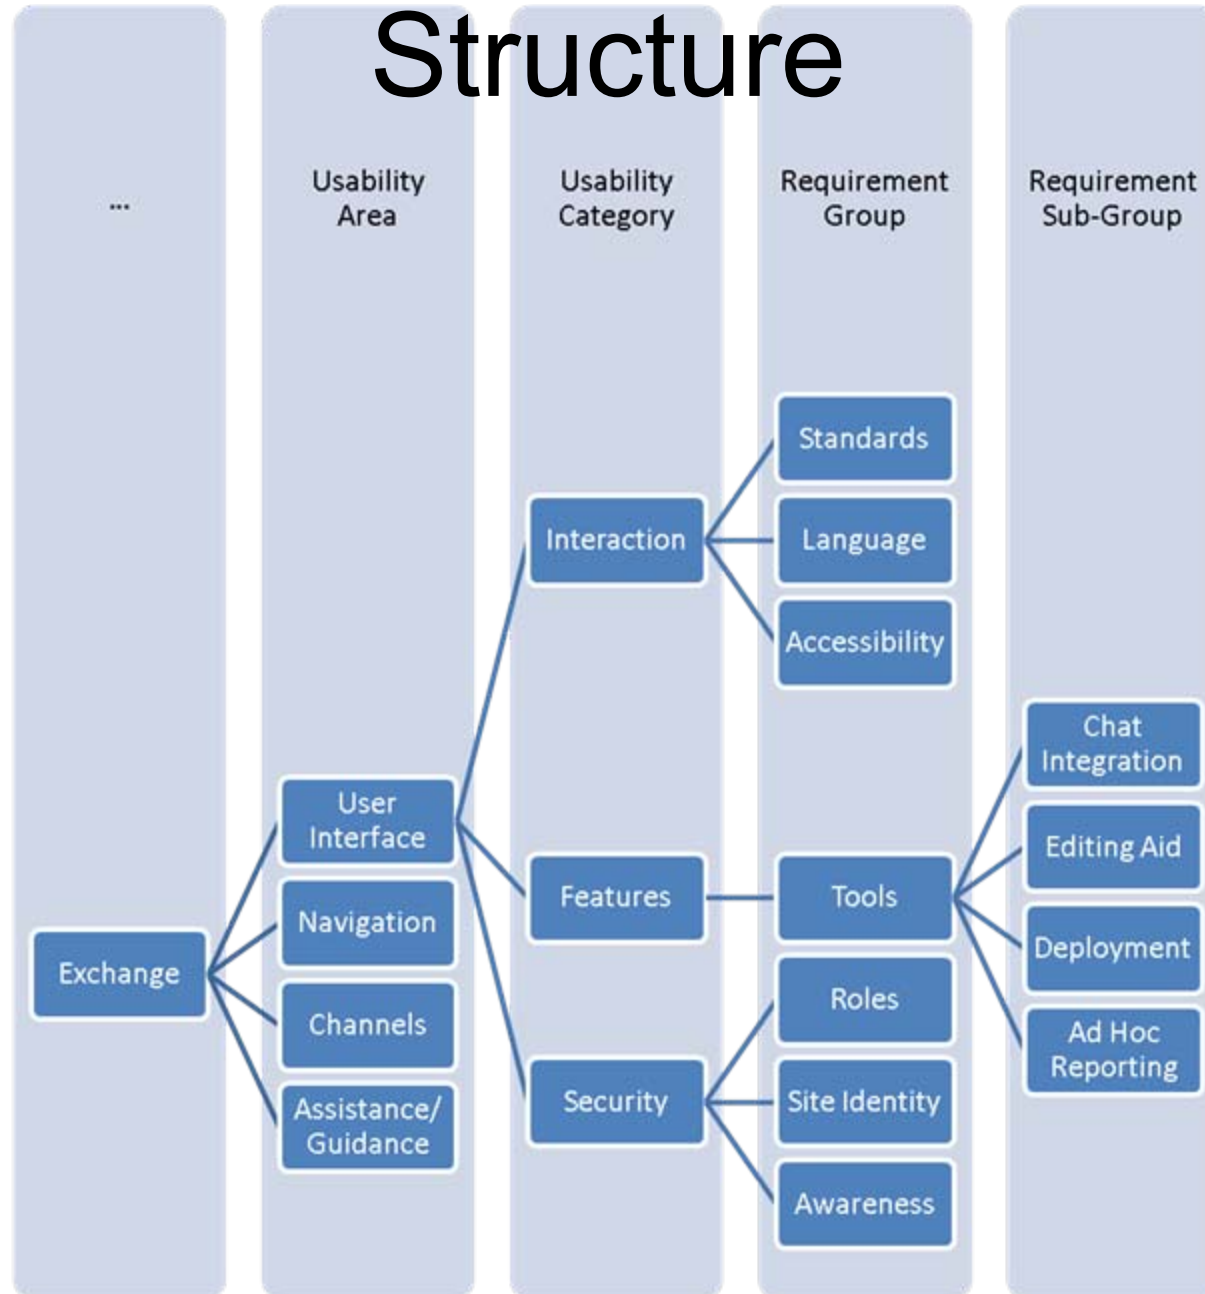 Structure
...
Usability
Area
Usability
Category
Requirement
Group
Requirement
Sub-Group
Exchange
User
Interface
Navigation
Channels
Assistance/
Guidance
Interaction
Features
Security
Standards
Language
Accessibility
Tools
Roles
Site Identity
Awareness
Chat
Integration
Editing Aid
Deployment
Ad Hoc
Reporting